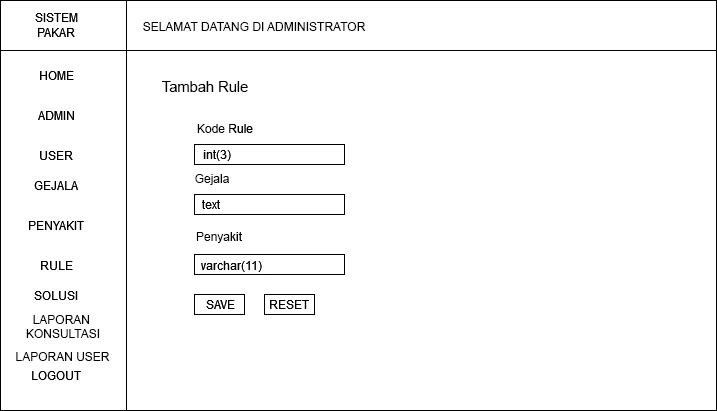 SISTEM
PAKAR
SELAMAT DATANG DI ADMINISTRATOR
HOME
ADMIN
USER
GEJALA
PENYAKIT
RULE
SOLUSI
LAPORAN
KONSULTASI
LAPORAN USER
LOGOUT
Tambah Rule
Kode Rule
int(3)
Gejala
text
Penyakit
varchar(11)
SAVE RESET